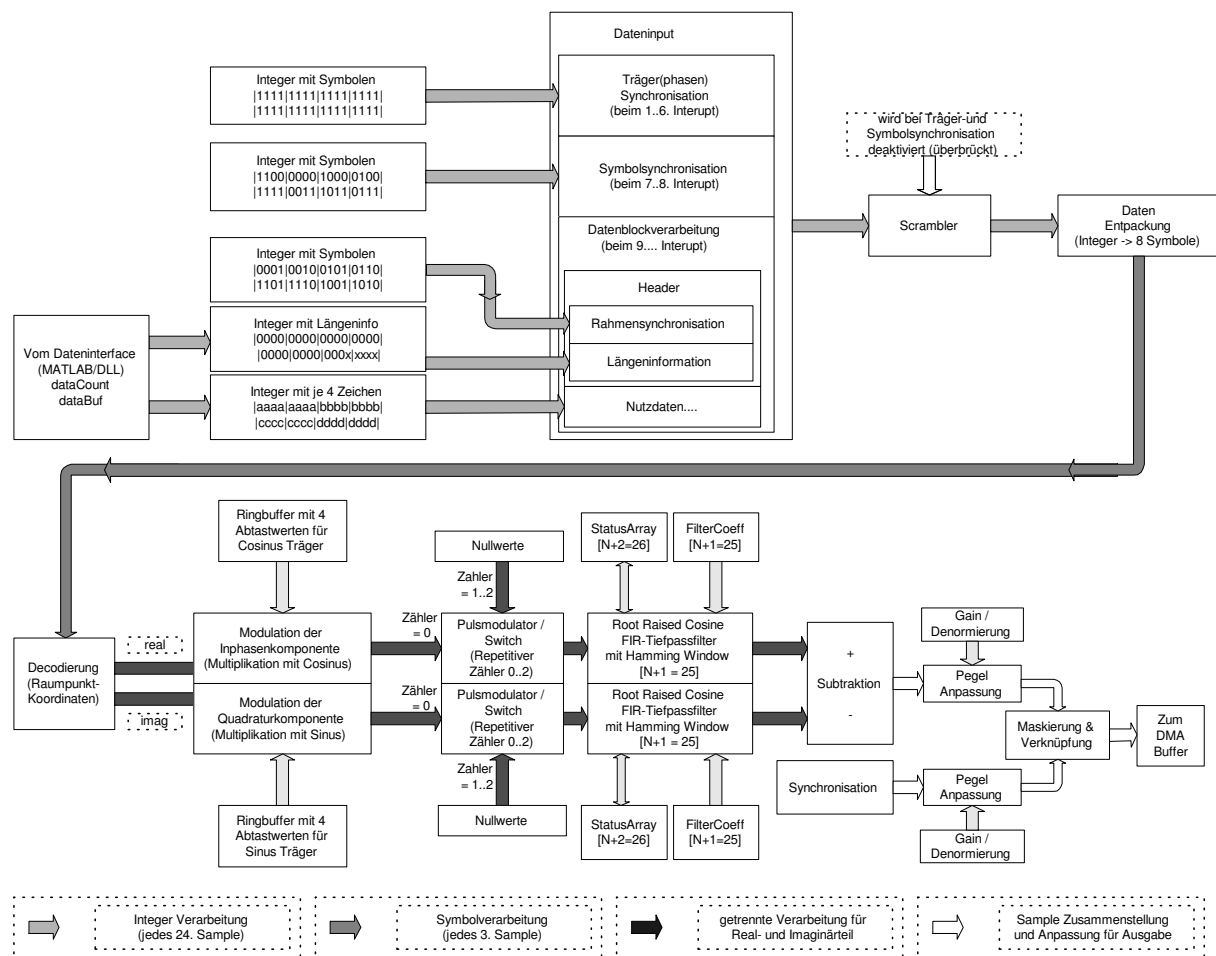 Dateninput
Integer mit Symbolen
|1111|1111|1111|1111|
|1111|1111|1111|1111|
Träger(phasen)
Synchronisation
(beim 1..6. Interupt)
wird bei Träger-und
Symbolsynchronisation
deaktiviert (überbrückt)
Integer mit Symbolen
|1100|0000|1000|0100|
|1111|0011|1011|0111|
Symbolsynchronisation
(beim 7..8. Interupt)
Scrambler
Daten
Entpackung
(Integer -> 8 Symbole)
Datenblockverarbeitung
(beim 9.... Interupt)
Integer mit Symbolen
|0001|0010|0101|0110|
|1101|1110|1001|1010|
Header
Rahmensynchronisation
Vom Dateninterface
(MATLAB/DLL)
dataCount
dataBuf
Integer mit Längeninfo
|0000|0000|0000|0000|
|0000|0000|000x|xxxx|
Längeninformation
Integer mit je 4 Zeichen
|aaaa|aaaa|bbbb|bbbb|
|cccc|cccc|dddd|dddd|
Nutzdaten....
Ringbuffer mit 4
Abtastwerten für
Cosinus Träger
Nullwerte
StatusArray
[N+2=26]
FilterCoeff
[N+1=25]
Zahler
= 1..2
Decodierung
(Raumpunkt-
Koordinaten)
real
imag
Modulation der
Inphasenkomponente
(Multiplikation mit Cosinus)
Zähler
= 0
Pulsmodulator /
Switch
(Repetitiver
Zähler 0..2)
Root Raised Cosine
FIR-Tiefpassfilter
mit Hamming Window
[N+1 = 25]
Modulation der
Quadraturkomponente
(Multiplikation mit Sinus)
Zähler
= 0
Pulsmodulator /
Switch
(Repetitiver
Zähler 0..2)
Root Raised Cosine
FIR-Tiefpassfilter
mit Hamming Window
[N+1 = 25]
+
Subtraktion
-
Gain /
Denormierung
Pegel
Anpassung
Maskierung &
Verknüpfung
Zum
DMA
Buffer
Synchronisation
Pegel
Anpassung
Gain /
Denormierung
Zahler
= 1..2
Ringbuffer mit 4
Abtastwerten für
Sinus Träger
Nullwerte
StatusArray
[N+2=26]
FilterCoeff
[N+1=25]
Integer Verarbeitung
(jedes 24. Sample)
Symbolverarbeitung
(jedes 3. Sample)
getrennte Verarbeitung für
Real- und Imaginärteil
Sample Zusammenstellung
und Anpassung für Ausgabe